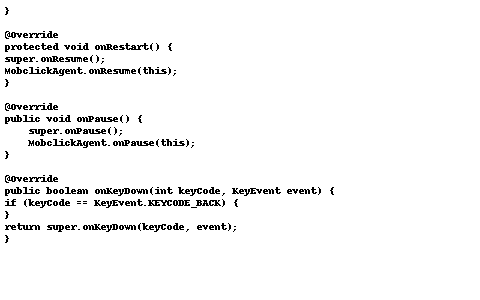 }
@Override
protected void onRestart() {
super.onResume();
MobclickAgent.onResume(this);
}
@Override
public void onPause() {
super.onPause();
MobclickAgent.onPause(this);
}
@Override
public boolean onKeyDown(int keyCode, KeyEvent event) {
if (keyCode == KeyEvent.KEYCODE_BACK) {
}
return super.onKeyDown(keyCode, event);
}